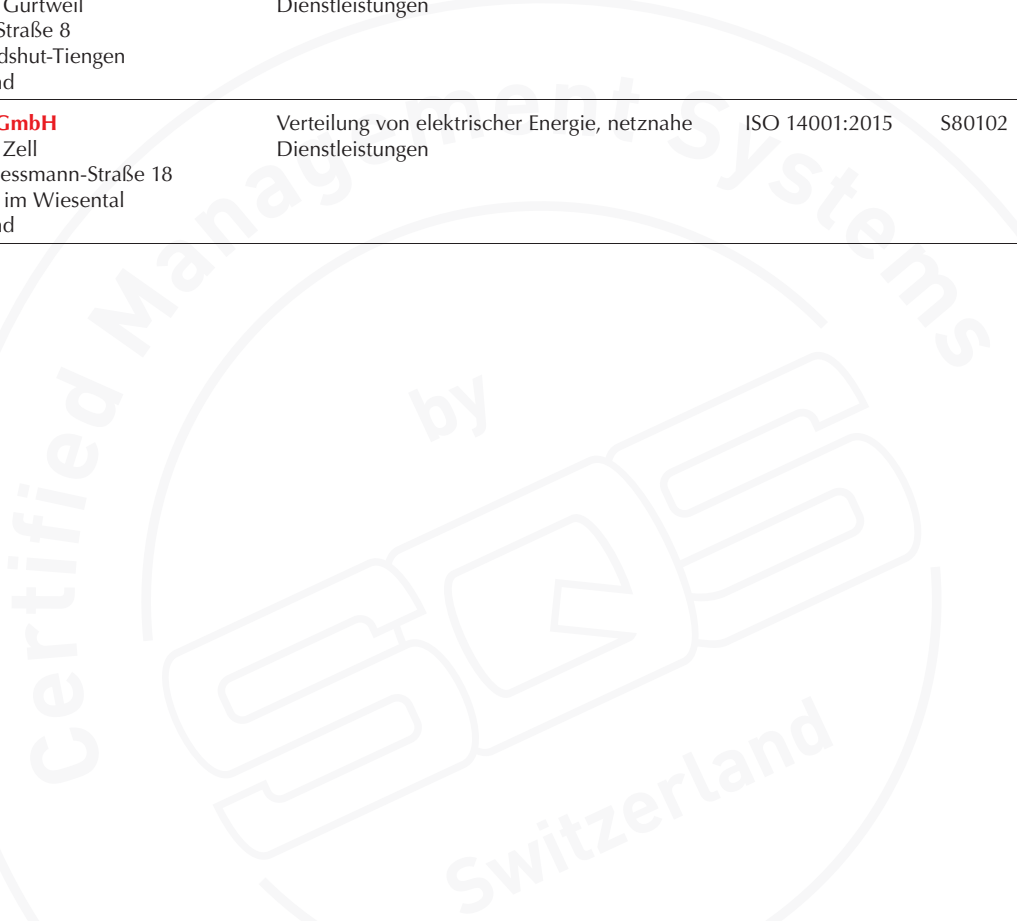 Gurtweil
Dienstleistungen
Straße 8
dshut-Tiengen
nd
GmbH
Verteilung von elektrischer Energie, netznahe
ISO 14001:2015
S80102
Zell
Dienstleistungen
essmann-Straße 18
im Wiesental
nd
Certified Management Systems
by
SQS
Switzerland